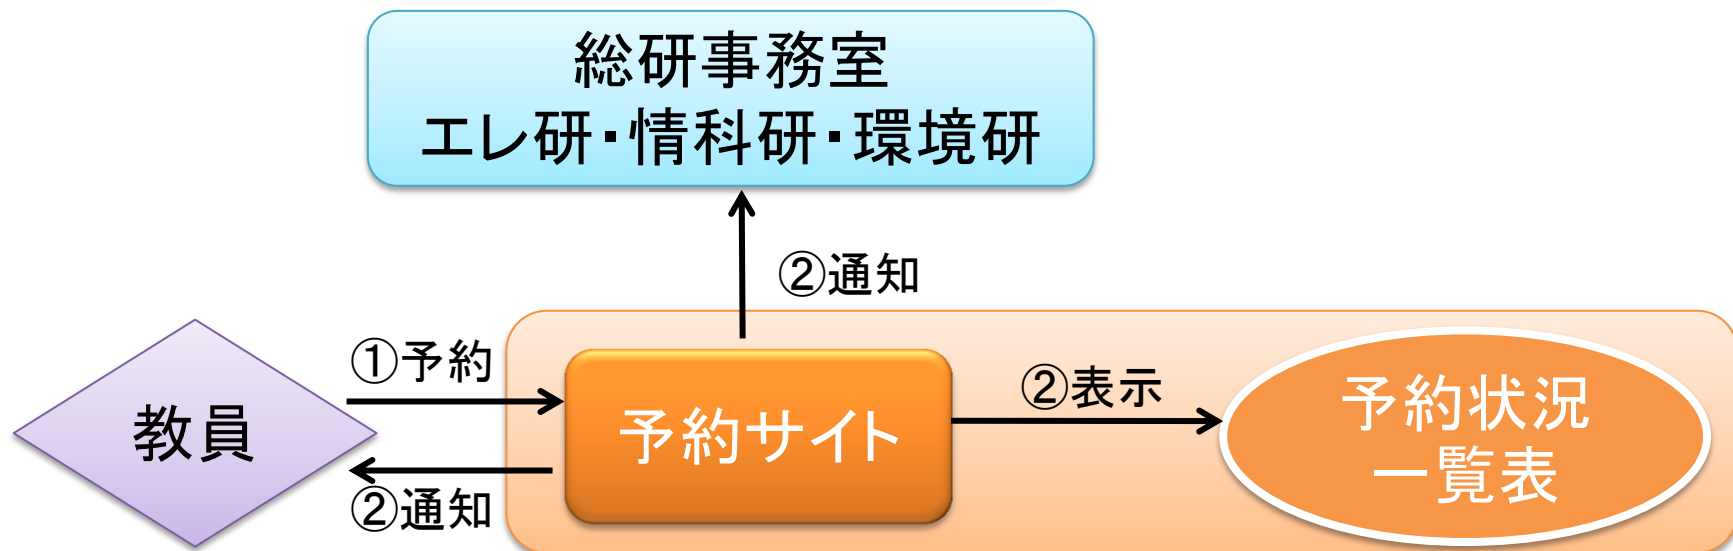 総研事務室
エレ研・情科研・環境研
②通知
①予約
教員
予約サイト
②表示
予約状況
一覧表
②通知